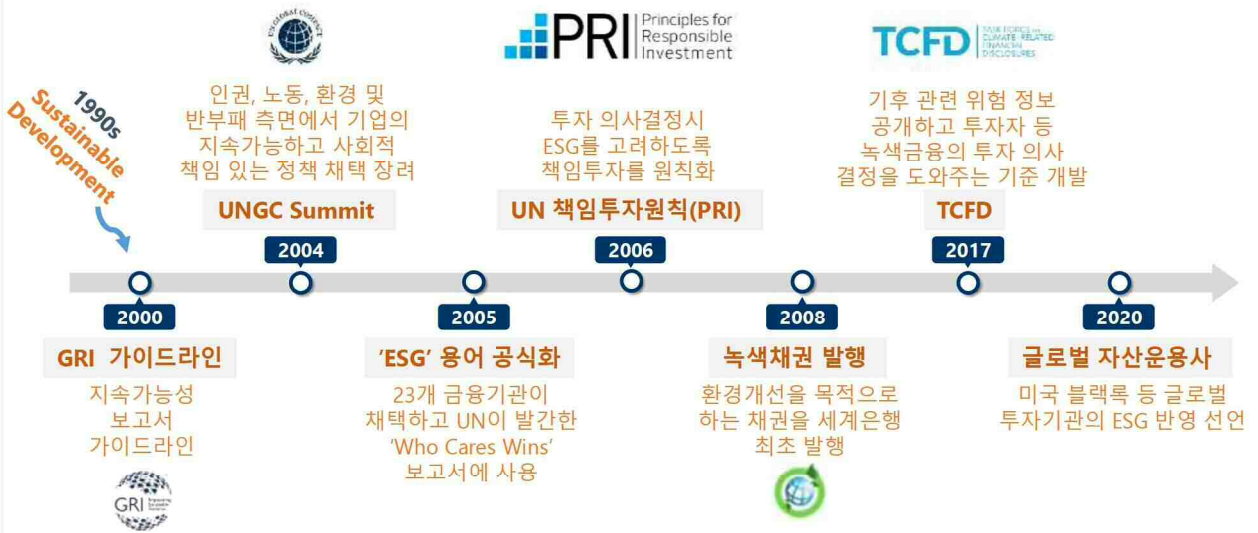 1990s
Sustainable
Development
UN GLOBAL COMPACT
인권, 노동, 환경 및
반부패 측면에서 기업의
지속가능하고 사회적
책임 있는 정책 채택 장려
UNGC Summit
2004
PRI
Principles for
Responsible
Investment
투자 의사결정시
ESG를 고려하도록
책임투자를 원칙화
UN 책임투자원칙(PRI)
2006
TCFD
TASK FORCE on
CLIMATE-RELATED
FINANCIAL
DISCLOSURES
기후 관련 위험 정보
공개하고 투자자 등
녹색금융의 투자 의사
결정을 도와주는 기준 개발
TCFD
2017
2000
GRI 가이드라인
지속가능성
보고서
가이드라인
GRI
2005
'ESG' 용어 공식화
23개 금융기관이
채택하고 UN이 발간한
'Who Cares Wins'
보고서에 사용
2008
녹색채권 발행
환경개선을 목적으로
하는 채권을 세계은행
최초 발행
2020
글로벌 자산운용사
미국 블랙록 등 글로벌
투자기관의 ESG 반영 선언